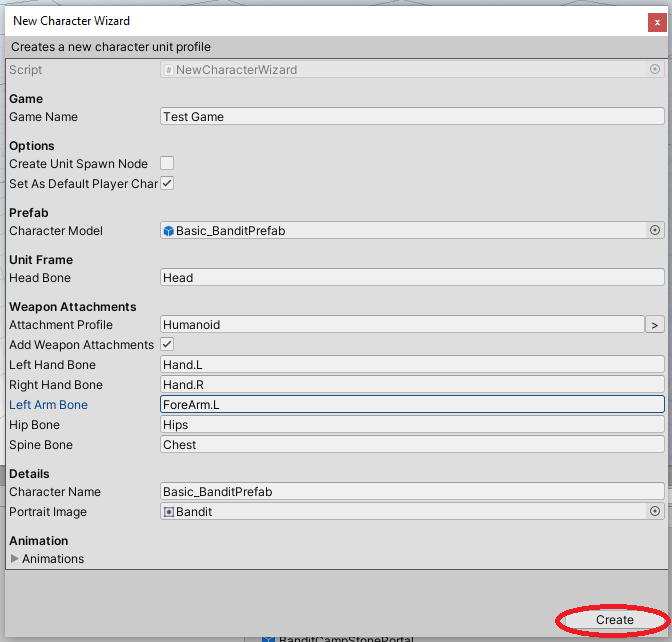 New Character Wizard
Creates a new character unit profile
Script NewCharacterWizard
Game
Game Name Test Game
Options
Create Unit Spawn Node
Set As Default Player Char
Prefab
Character Model Basic_BanditPrefab
Unit Frame
Head Bone Head
Weapon Attachments
Attachment Profile Humanoid >
Add Weapon Attachments
Left Hand Bone Hand.L
Right Hand Bone Hand.R
Left Arm Bone ForeArm.L
Hip Bone Hips
Spine Bone Chest
Details
Character Name Basic_BanditPrefab
Portrait Image Bandit
Animation
Animations
Create
BanditCampStonePortal